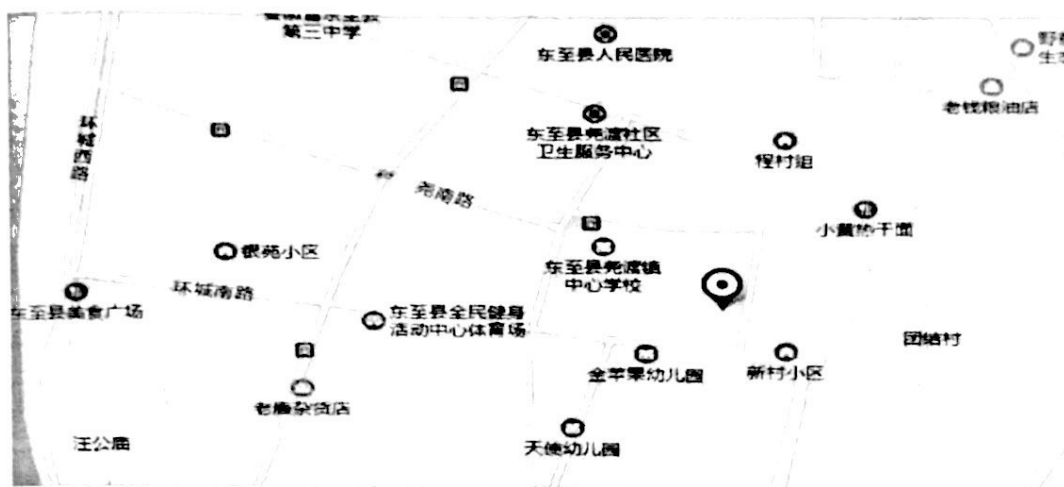 第三中学
东至县人民医院
野
生
老钱粮油店
东至县尧渡社区
卫生服务中心
程村组
环城西路
尧南路
小黄热干面
银苑小区
东至县尧渡镇
中心学校
环城南路
东至县美食广场
东至县全民健身
活动中心体育场
团结村
金苹果幼儿园
新村小区
老唐杂货店
汪公庙
天使幼儿园